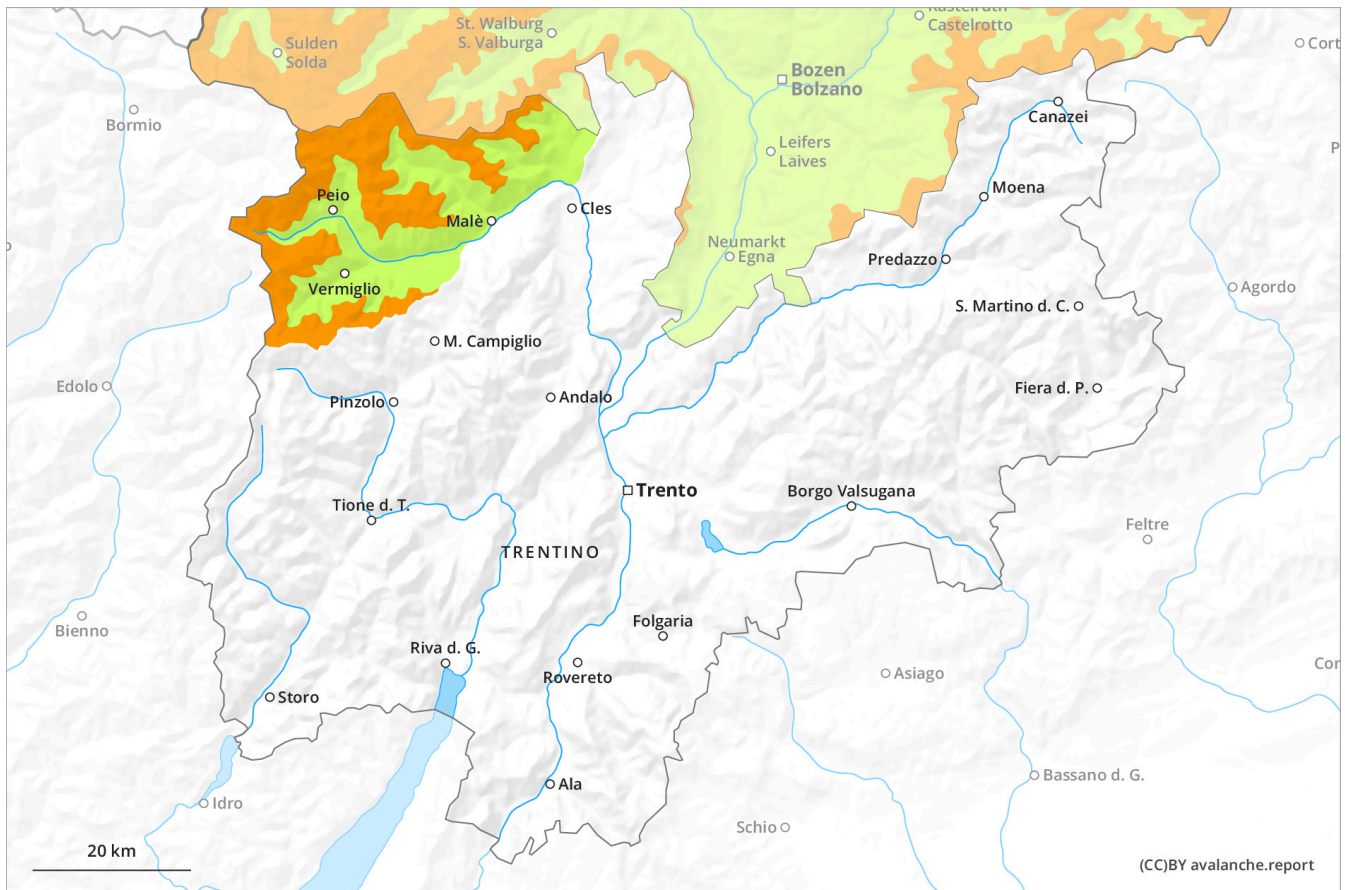 Kastelruth
Castelrotto
St. Walburg
S. Valburga
Sulden
Solda
Cort
Bozen
Bolzano
Bormio
Canazei
Leifers
Laives
P
Moena
Peio
Cles
Malè
Neumarkt
Egna
Predazzo
Vermiglio
Agordo
S. Martino d. C.
M. Campiglio
Edolo
Fiera d. P.
Andalo
Pinzolo
Trento
Borgo Valsugana
Tione d. T.
Feltre
TRENTINO
Folgaria
Bienno
Riva d. G.
Cor
Asiago
Rovereto
Storo
Bassano d. G.
Ala
Idro
Schio
20 km
(CC)BY avalanche.report